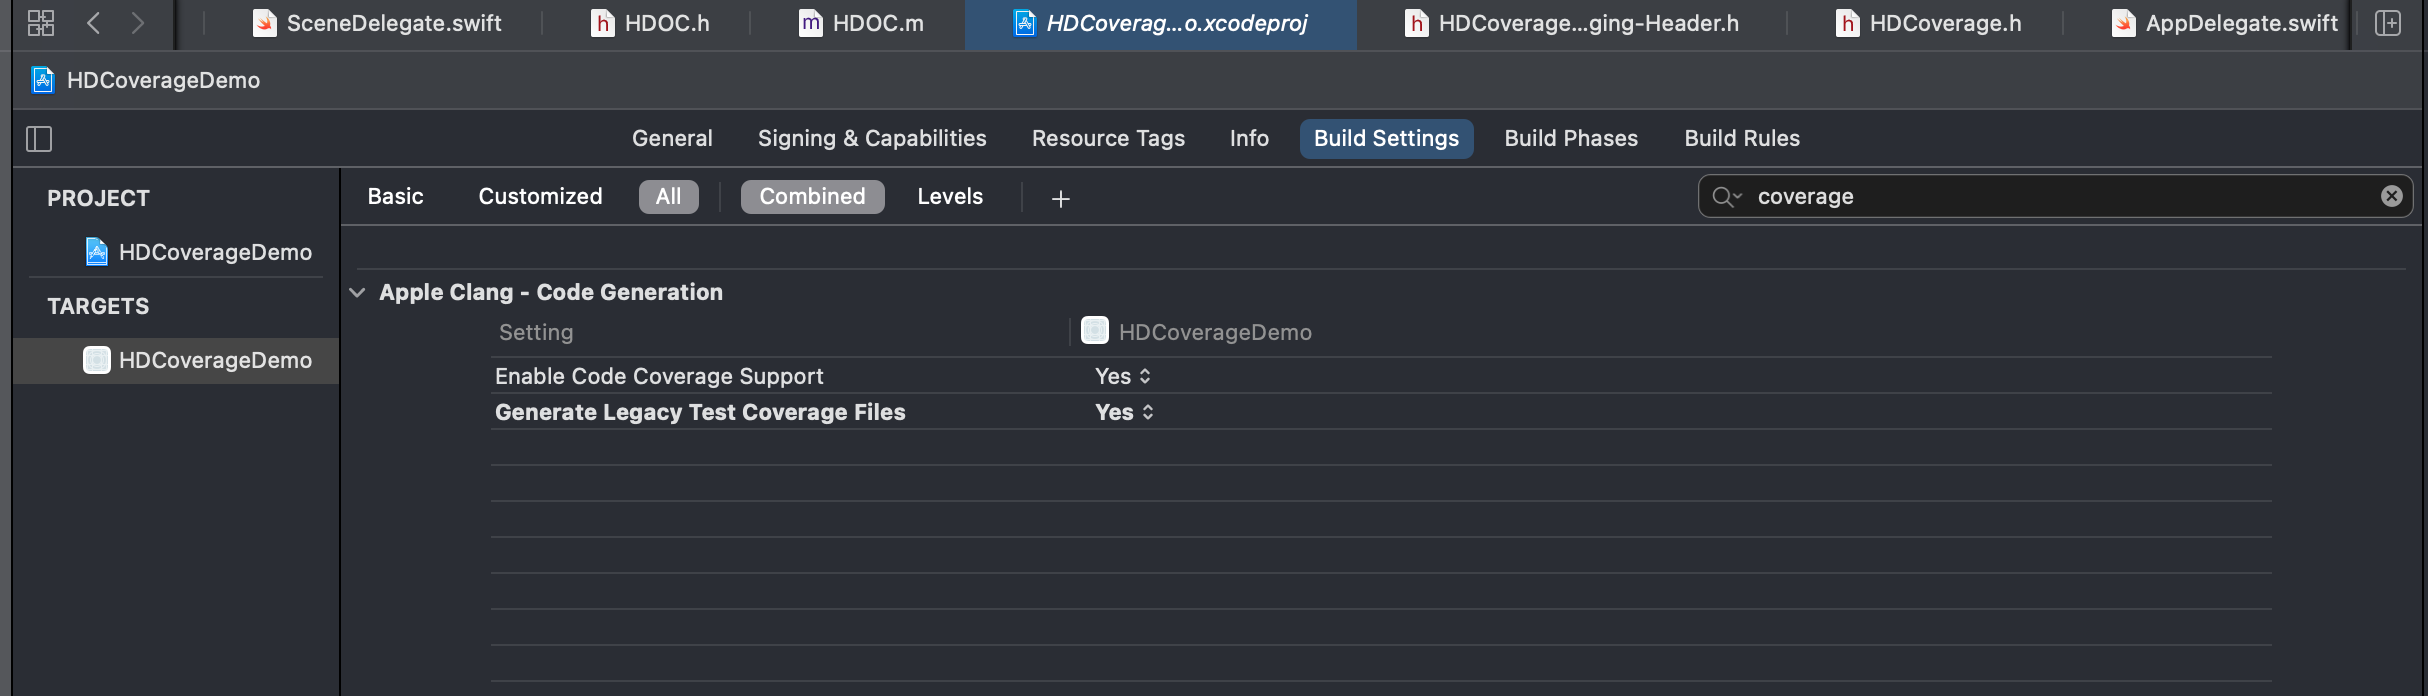 SceneDelegate.swift h HDOC.h m HDOC.m HDCoverag...o.xcodeproj h HDCoverage...ging-Header.h h HDCoverage.h AppDelegate.swift
HDCoverageDemo
General Signing & Capabilities Resource Tags Info Build Settings Build Phases Build Rules
PROJECT
HDCoverageDemo
TARGETS
HDCoverageDemo
Basic Customized All Combined Levels + coverage
Apple Clang - Code Generation
Setting HDCoverageDemo
Enable Code Coverage Support Yes
Generate Legacy Test Coverage Files Yes